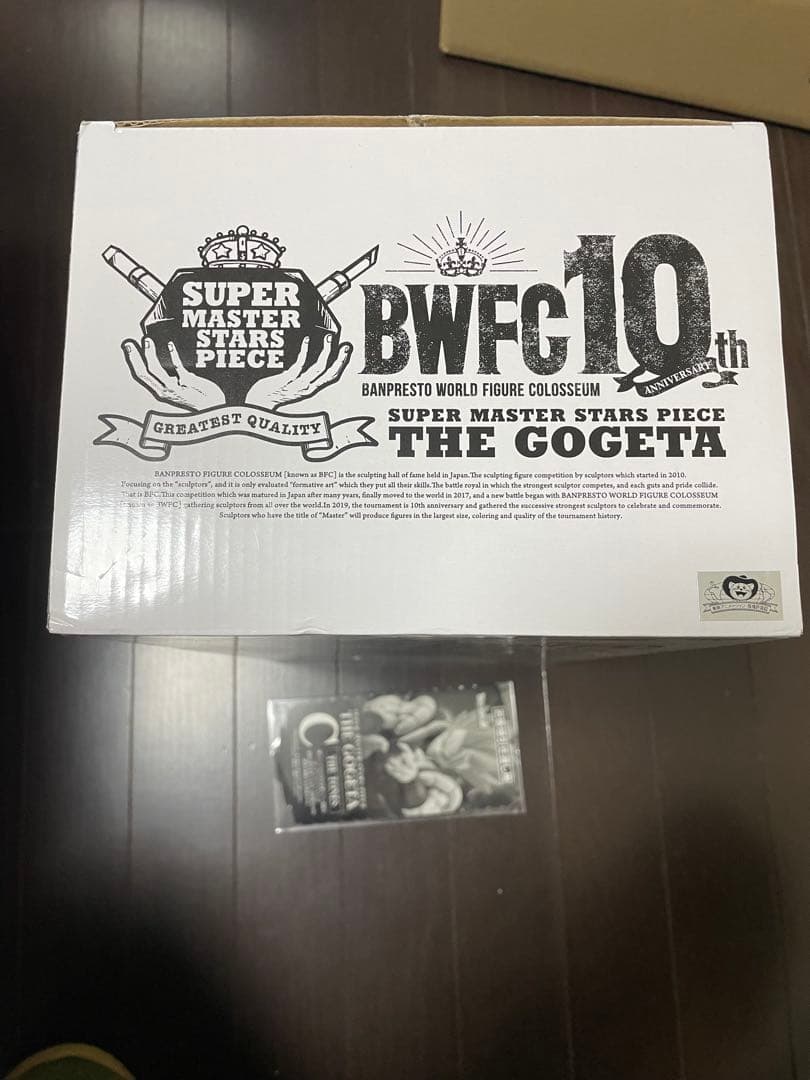 SUPER
MASTER
STARS
PIECE
GREATEST QUALITY
BWFC 10th
ANNIVERSARY
BANPRESTO WORLD FIGURE COLOSSEUM
SUPER MASTER STARS PIECE
THE GOGETA
BANPRESTO FIGURE COLOSSEUM [known as BFC] is the sculpting hall of fame held in Japan.The sculpting figure competition by sculptors which started in 2010.
Focusing on the "sculptors", and it is only evaluated "formative art" which they put all their skills.The battle royal in which the strongest sculptor competes, and each guts and pride collide.
That is BFC.This competition which was matured in Japan after many years, finally moved to the world in 2017, and a new battle began with BANPRESTO WORLD FIGURE COLOSSEUM
BWFC] gathering sculptors from all over the world.In 2019, the tournament is 10th anniversary and gathered the successive strongest sculptors to celebrate and commemorate.
Sculptors who have the title of "Master" will produce figures in the largest size, coloring and quality of the tournament history.
THE GOGETA
C
THE TONES